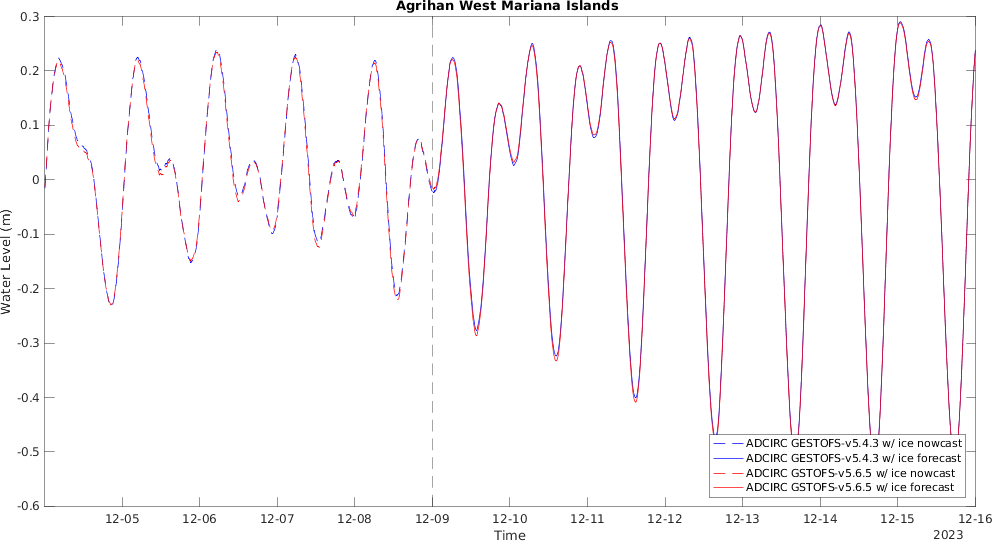 Agrihan West Mariana Islands
0.3
0.2
0.1
0
-0.1
-0.2
-0.3
-0.4
-0.5
-0.6
Water Level (m)
ADCIRC GESTOFS-v5.4.3 w/ ice nowcast
ADCIRC GESTOFS-v5.4.3 w/ ice forecast
ADCIRC GSTOFS-v5.6.5 w/ ice nowcast
ADCIRC GSTOFS-v5.6.5 w/ ice forecast
12-05 12-06 12-07 12-08 12-09 12-10 12-11 12-12 12-13 12-14 12-15 12-16
Time
2023